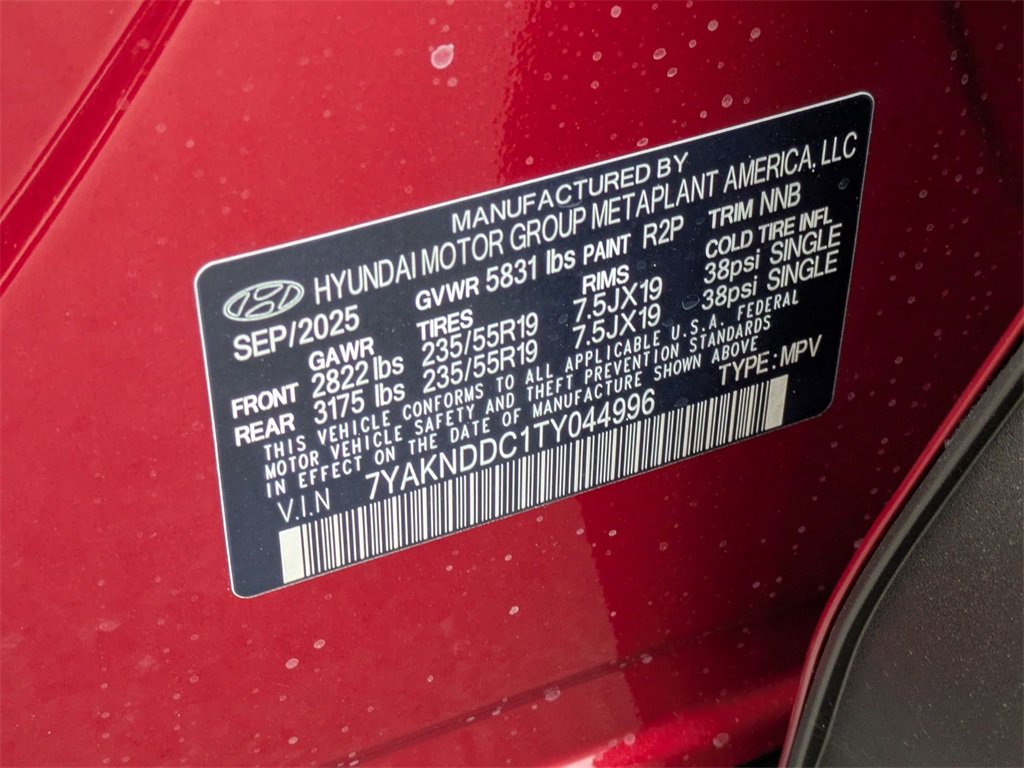 MANUFACTURED BY
HYUNDAI MOTOR GROUP METAPLANT AMERICA, LLC
SEP/2025 GVWR 5831 lbs PAINT R2P TRIM NNB
GAWR TIRES RIMS COLD TIRE INFL
FRONT 2822 lbs 235/55R19 7.5JX19 38psi SINGLE
REAR 3175 lbs 235/55R19 7.5JX19 38psi SINGLE
THIS VEHICLE CONFORMS TO ALL APPLICABLE U.S.A. FEDERAL
MOTOR VEHICLE SAFETY AND THEFT PREVENTION STANDARDS
IN EFFECT ON THE DATE OF MANUFACTURE SHOWN ABOVE
V.I.N 7YAKNDDC1TY044996 TYPE : MPV